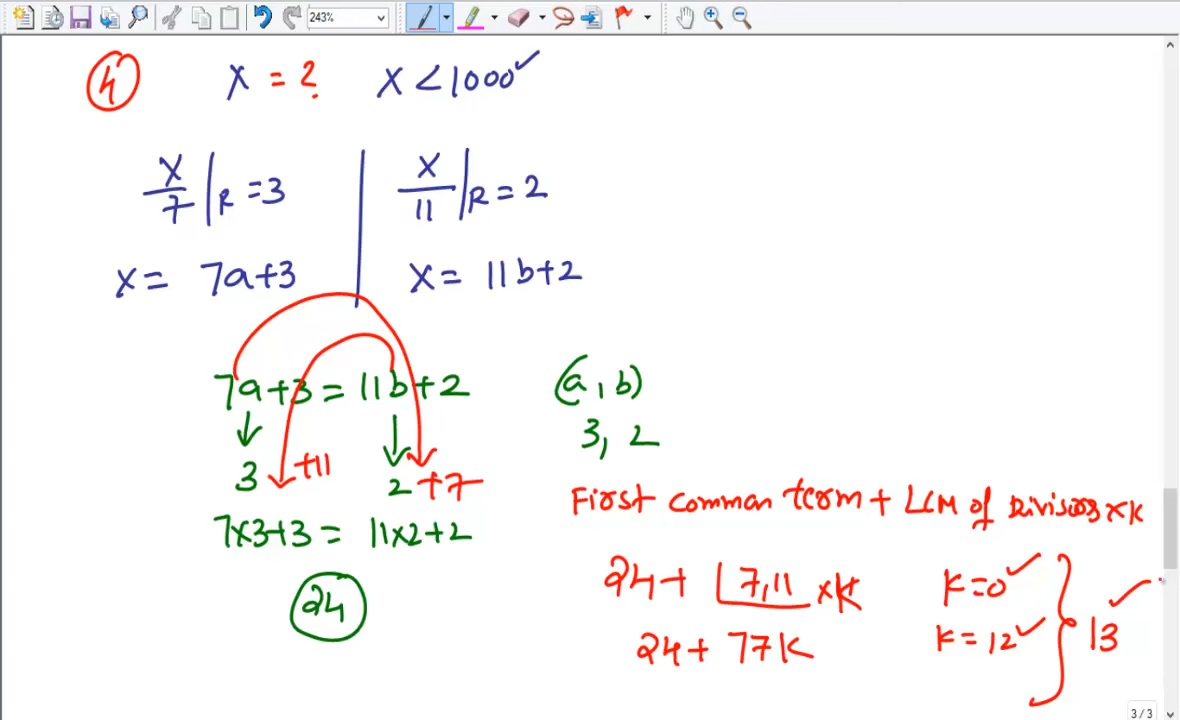 243%
4 X = ? X < 1000 ✓
X/7 | R = 3 X/11 | R = 2
X = 7a+3 X = 11b+2
7a+3 = 11b+2 (a, b)
3 +11 2 +7 3, 2
First common term + LCM of Divisors × K
7×3+3 = 11×2+2
24 24 + 7,11 × K K=0 ✓
24 + 77K K=12 ✓ 13 ✓
3 / 3